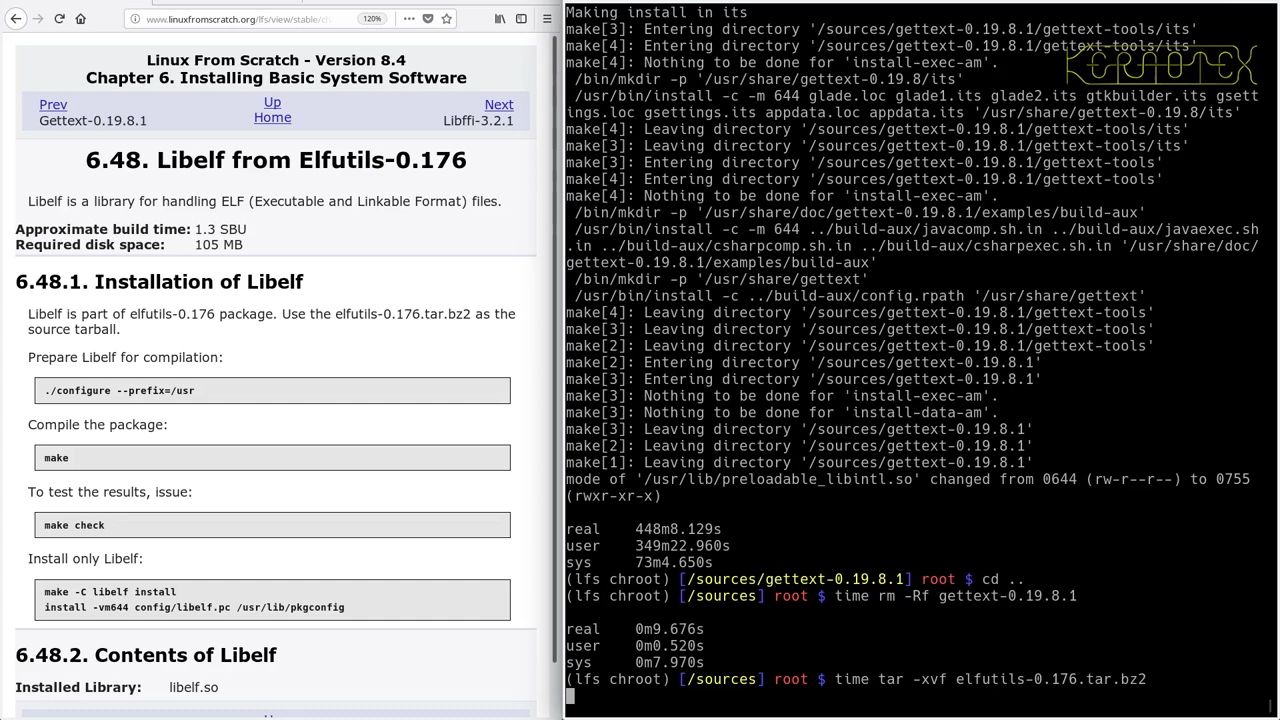 www.linuxfromscratch.org/lfs/view/stable/ch
120%
Linux From Scratch - Version 8.4
Chapter 6. Installing Basic System Software
Prev
Up
Next
Gettext-0.19.8.1
Home
Libffi-3.2.1
6.48. Libelf from Elfutils-0.176
Libelf is a library for handling ELF (Executable and Linkable Format) files.
Approximate build time: 1.3 SBU
Required disk space: 105 MB
6.48.1. Installation of Libelf
Libelf is part of elfutils-0.176 package. Use the elfutils-0.176.tar.bz2 as the
source tarball.
Prepare Libelf for compilation:
./configure --prefix=/usr
Compile the package:
make
To test the results, issue:
make check
Install only Libelf:
make -C libelf install
install -vm644 config/libelf.pc /usr/lib/pkgconfig
6.48.2. Contents of Libelf
Installed Library: libelf.so
Making install in its
make[3]: Entering directory '/sources/gettext-0.19.8.1/gettext-tools/its'
make[4]: Entering directory '/sources/gettext-0.19.8.1/gettext-tools/its'
make[4]: Nothing to be done for 'install-exec-am'.
/bin/mkdir -p '/usr/share/gettext-0.19.8/its'
/usr/bin/install -c -m 644 glade.loc glade1.its glade2.its gtkbuilder.its gsett
ings.loc gsettings.its appdata.loc appdata.its '/usr/share/gettext-0.19.8/its'
make[4]: Leaving directory '/sources/gettext-0.19.8.1/gettext-tools/its'
make[3]: Leaving directory '/sources/gettext-0.19.8.1/gettext-tools/its'
make[3]: Entering directory '/sources/gettext-0.19.8.1/gettext-tools'
make[4]: Entering directory '/sources/gettext-0.19.8.1/gettext-tools'
make[4]: Nothing to be done for 'install-exec-am'.
/bin/mkdir -p '/usr/share/doc/gettext-0.19.8.1/examples/build-aux'
/usr/bin/install -c -m 644 ../build-aux/javacomp.sh.in ../build-aux/javaexec.sh
.in ../build-aux/csharpcomp.sh.in ../build-aux/csharpexec.sh.in '/usr/share/doc/
gettext-0.19.8.1/examples/build-aux'
/bin/mkdir -p '/usr/share/gettext'
/usr/bin/install -c ../build-aux/config.rpath '/usr/share/gettext'
make[4]: Leaving directory '/sources/gettext-0.19.8.1/gettext-tools'
make[3]: Leaving directory '/sources/gettext-0.19.8.1/gettext-tools'
make[2]: Leaving directory '/sources/gettext-0.19.8.1/gettext-tools'
make[2]: Entering directory '/sources/gettext-0.19.8.1'
make[3]: Entering directory '/sources/gettext-0.19.8.1'
make[3]: Nothing to be done for 'install-exec-am'.
make[3]: Nothing to be done for 'install-data-am'.
make[3]: Leaving directory '/sources/gettext-0.19.8.1'
make[2]: Leaving directory '/sources/gettext-0.19.8.1'
make[1]: Leaving directory '/sources/gettext-0.19.8.1'
mode of '/usr/lib/preloadable_libintl.so' changed from 0644 (rw-r--r--) to 0755
(rwxr-xr-x)
real 448m8.129s
user 349m22.960s
sys 73m4.650s
(lfs chroot) [/sources/gettext-0.19.8.1] root $ cd ..
(lfs chroot) [/sources] root $ time rm -Rf gettext-0.19.8.1
real 0m9.676s
user 0m0.520s
sys 0m7.970s
(lfs chroot) [/sources] root $ time tar -xvf elfutils-0.176.tar.bz2